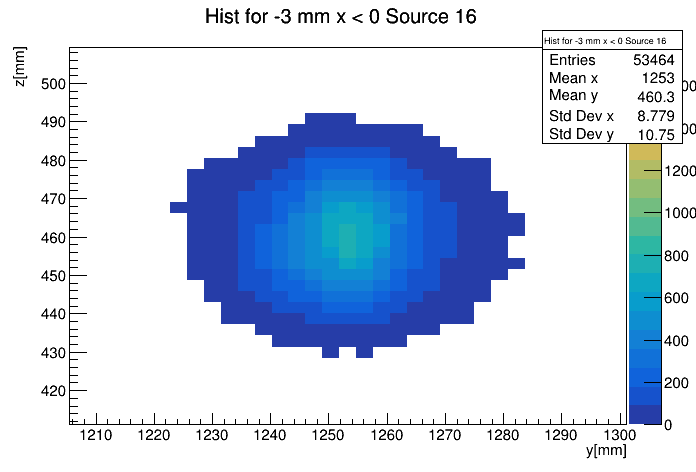 Hist for -3 mm x < 0 Source 16
Hist for -3 mm x < 0 Source 16
Entries 53464
Mean x 1253
Mean y 460.3
Std Dev x 8.779
Std Dev y 10.75
z[mm]
500
490
480
470
460
450
440
430
420
1210 1220 1230 1240 1250 1260 1270 1280 1290 1300
y[mm]
1200
1000
800
600
400
200
0